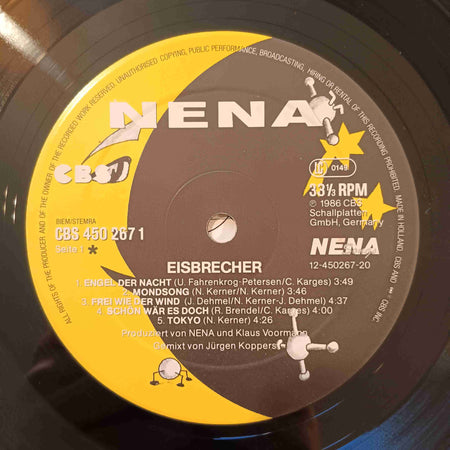 ALL RIGHTS OF THE PRODUCER AND OF THE OWNER OF THE RECORDED WORK RESERVED. UNAUTHORISED COPYING, PUBLIC PERFORMANCE, BROADCASTING, HIRING OR RENTAL OF THIS RECORDING PROHIBITED. MADE IN HOLLAND. CBS AND ARE CBS INC.
NENA
CBS
LC 0149
33⅓ RPM
℗ 1986 CBS
Schallplatten
GmbH, Germany
BIEM/STEMRA
CBS 450 267 1
Seite 1 *
NENA
12-450267-20
EISBRECHER
1. ENGEL DER NACHT (U. Fahrenkrog-Petersen/C. Karges) 3:49
2. MONDSONG (N. Kerner/N. Kerner) 3:46
3. FREI WIE DER WIND (J. Dehmel/N. Kerner-J. Dehmel) 4:37
4. SCHÖN WÄR ES DOCH (R. Brendel/C. Karges) 4:00
5. TOKYO (N. Kerner) 4:26
Produziert von NENA und Klaus Voormann
Gemixt von Jürgen Koppers